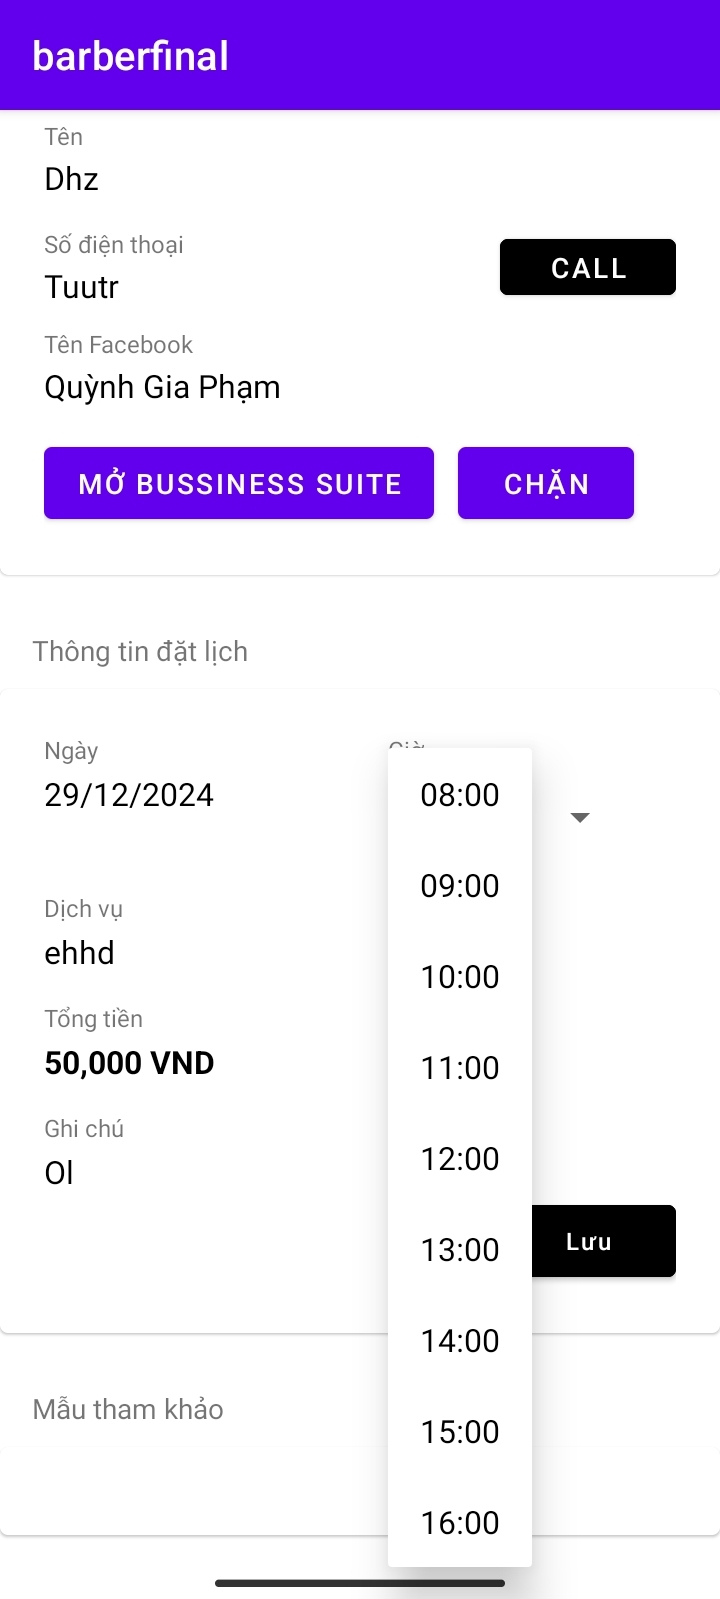 barberfinal
Tên
Dhz
Số điện thoại
Tuutr
CALL
Tên Facebook
Quỳnh Gia Phạm
MỞ BUSSINESS SUITE
CHẶN
Thông tin đặt lịch
Ngày
Giờ
29/12/2024
08:00
09:00
Dịch vụ
ehhd
10:00
Tổng tiền
50,000 VND
11:00
Ghi chú
Ol
12:00
13:00
Lưu
14:00
Mẫu tham khảo
15:00
16:00